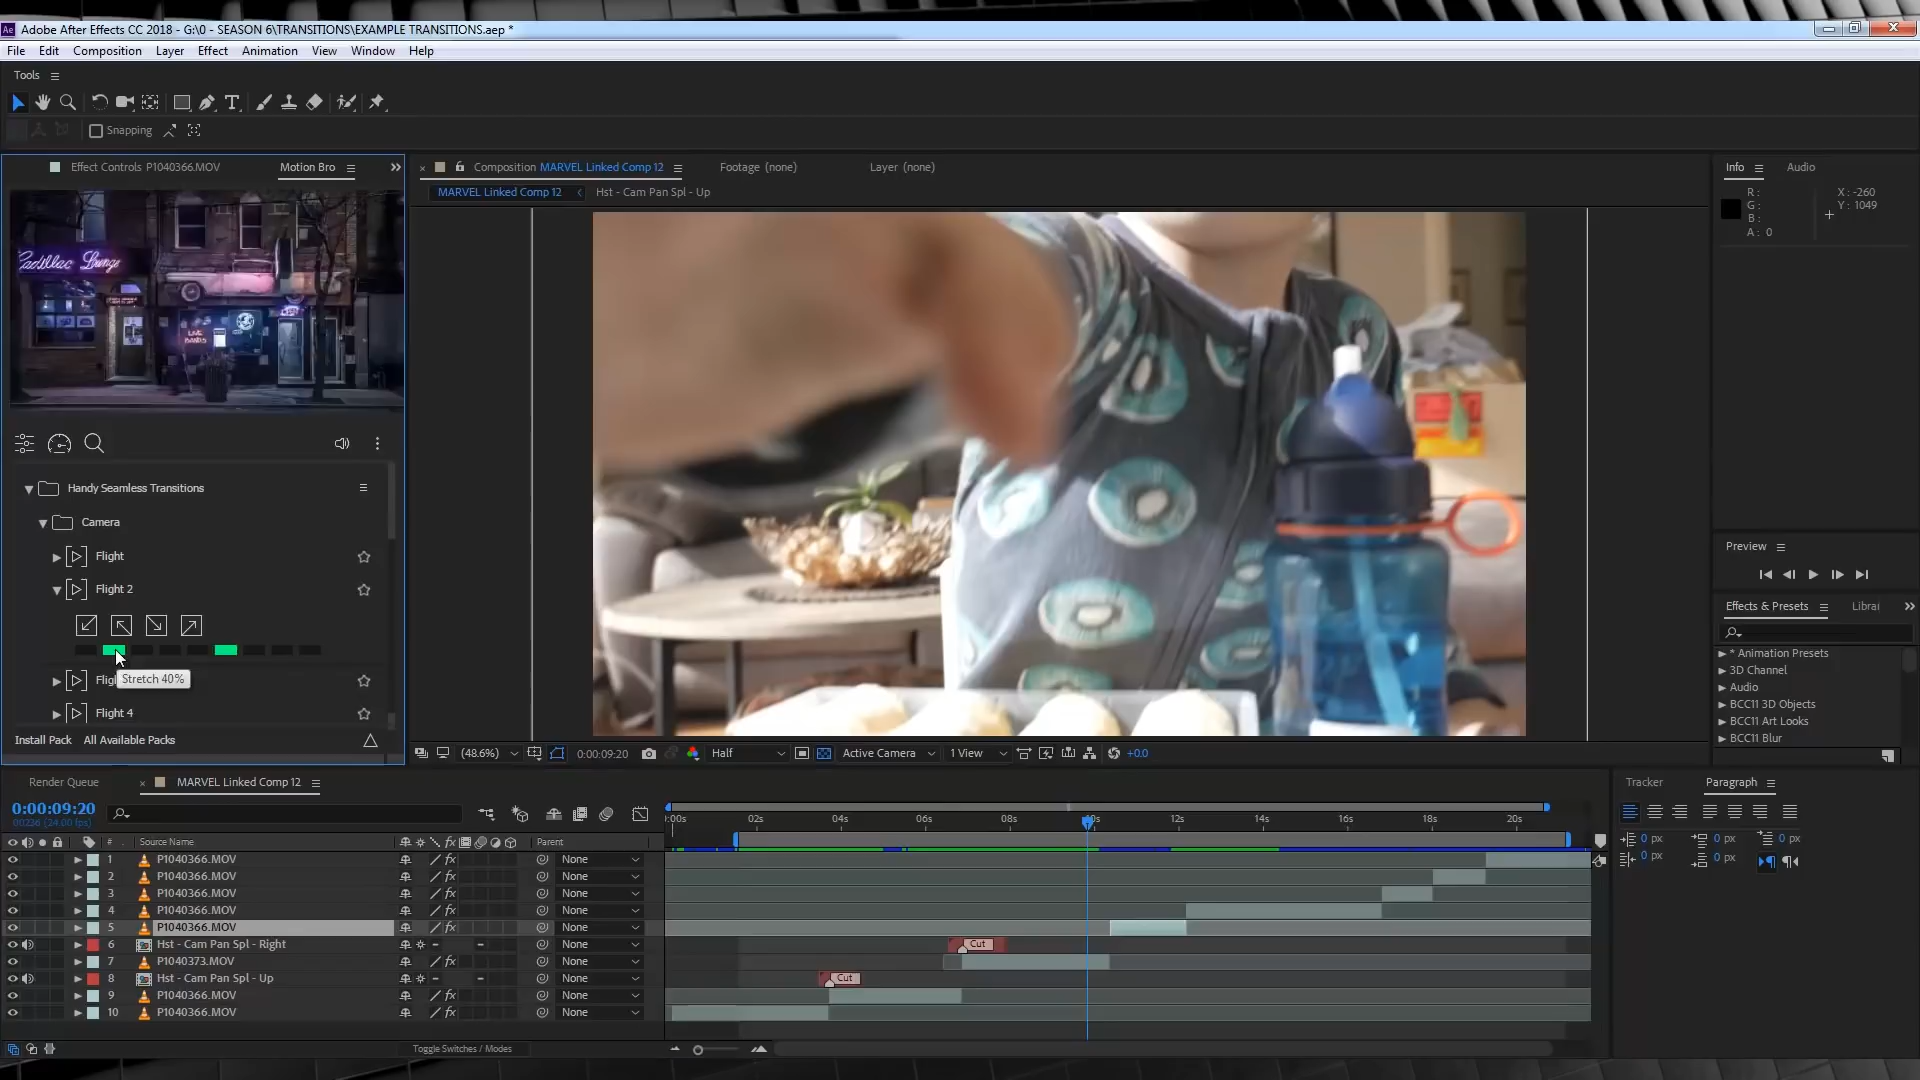 Adobe After Effects CC 2018 - G:\0 - SEASON 6\TRANSITIONS\EXAMPLE TRANSITIONS.aep *
File Edit Composition Layer Effect Animation View Window Help
Tools
Snapping
Effect Controls P1040366.MOV
Motion Bro
Composition MARVEL Linked Comp 12
Footage (none)
Layer (none)
MARVEL Linked Comp 12
Hst - Cam Pan Spl - Up
Info
Audio
R :
G :
B :
A : 0
X : -260
Y : 1049
Cadillac Lounge
LIVE BANDS
Handy Seamless Transitions
Camera
Flight
Flight 2
Stretch 40%
Flight 4
Install Pack
All Available Packs
(48.6%)
0:00:09:20
Half
Active Camera
1 View
+0.0
Preview
Effects & Presets
Librai
* Animation Presets
3D Channel
Audio
BCC11 3D Objects
BCC11 Art Looks
BCC11 Blur
Render Queue
MARVEL Linked Comp 12
Tracker
Paragraph
0:00:09:20
00236 (24.00 fps)
:00s 02s 04s 06s 08s 12s 14s 16s 18s 20s
# Source Name
Parent
0 px 0 px 0 px
0 px 0 px
1 P1040366.MOV None
2 P1040366.MOV None
3 P1040366.MOV None
4 P1040366.MOV None
5 P1040366.MOV None
6 Hst - Cam Pan Spl - Right None Cut
7 P1040373.MOV None
8 Hst - Cam Pan Spl - Up None Cut
9 P1040366.MOV None
10 P1040366.MOV None
Toggle Switches / Modes